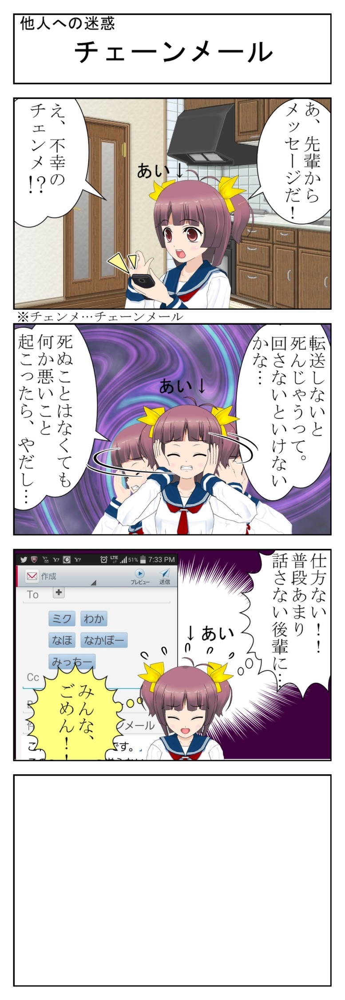 他人への迷惑
チェーンメール
あ、先輩から
メッセージだ!
え、不幸の
チェンメ!?
あい↓
※チェンメ…チェーンメール
転送しないと
死んじゃうって。
回さないといけない
かな…
死ぬことはなくても
何か悪いこと
起こったら、やだし…
あい↓
仕方ない!!
普段あまり
話さない後輩に…
↓あい
LTE 51% 7:33 PM
作成
プレビュー 送信
To +
ミク わか
なほ なかぼー
みっちー
Cc
みんな、
ごめん!!
ンメール
です。